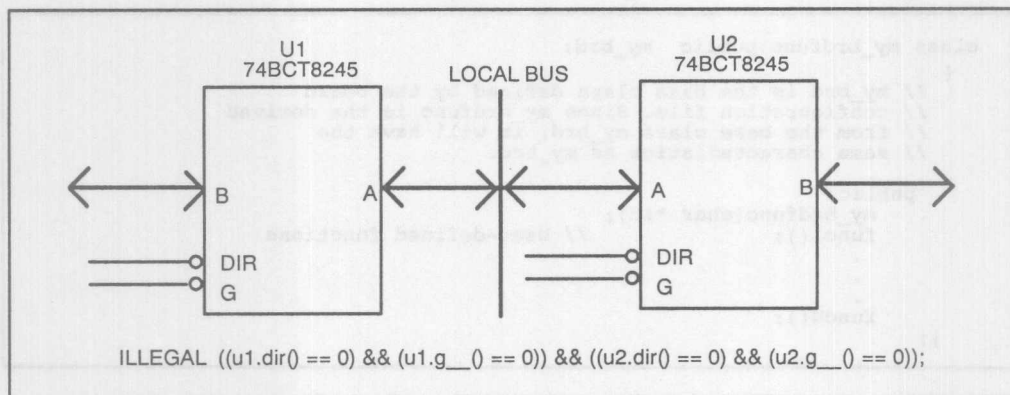 U1
74BCT8245
U2
74BCT8245
LOCAL BUS
B
A
A
B
DIR
G
DIR
G
ILLEGAL ((u1.dir() == 0) && (u1.g__() == 0)) && ((u2.dir() == 0) && (u2.g__() == 0));